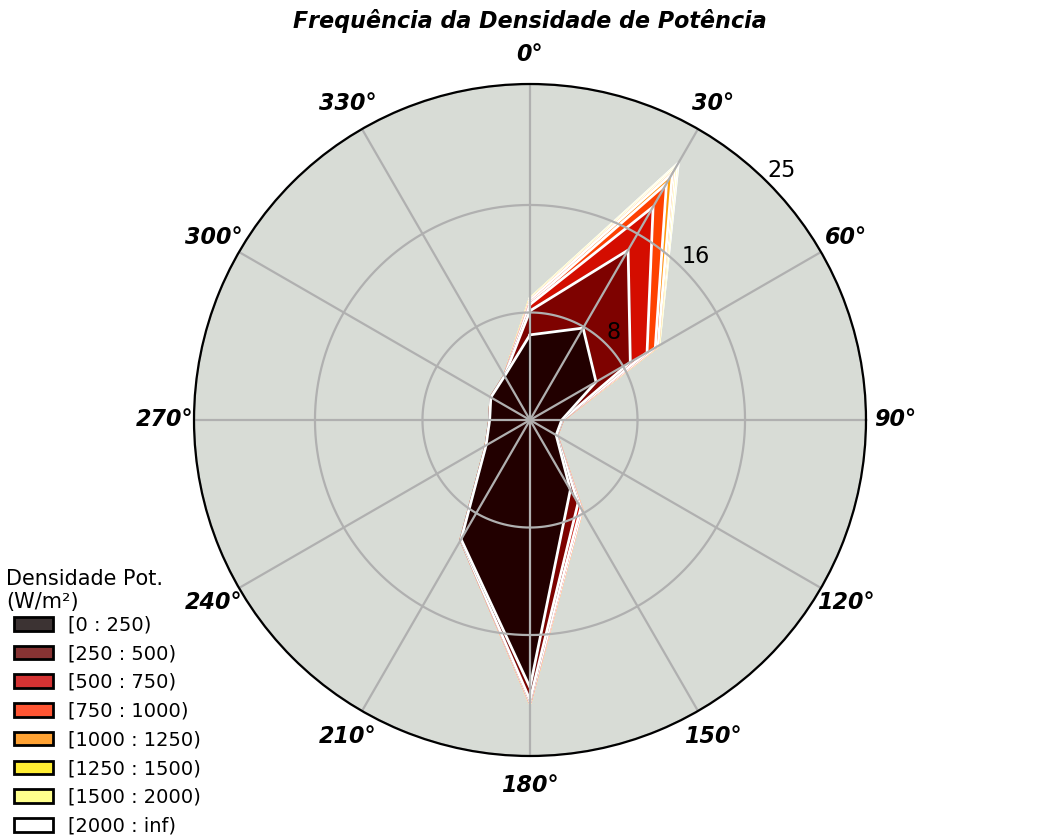 Frequência da Densidade de Potência
0°
330°
30°
25
300°
60°
16
8
270°
90°
240°
120°
210°
150°
180°
Densidade Pot.
(W/m²)
[0 : 250)
[250 : 500)
[500 : 750)
[750 : 1000)
[1000 : 1250)
[1250 : 1500)
[1500 : 2000)
[2000 : inf)